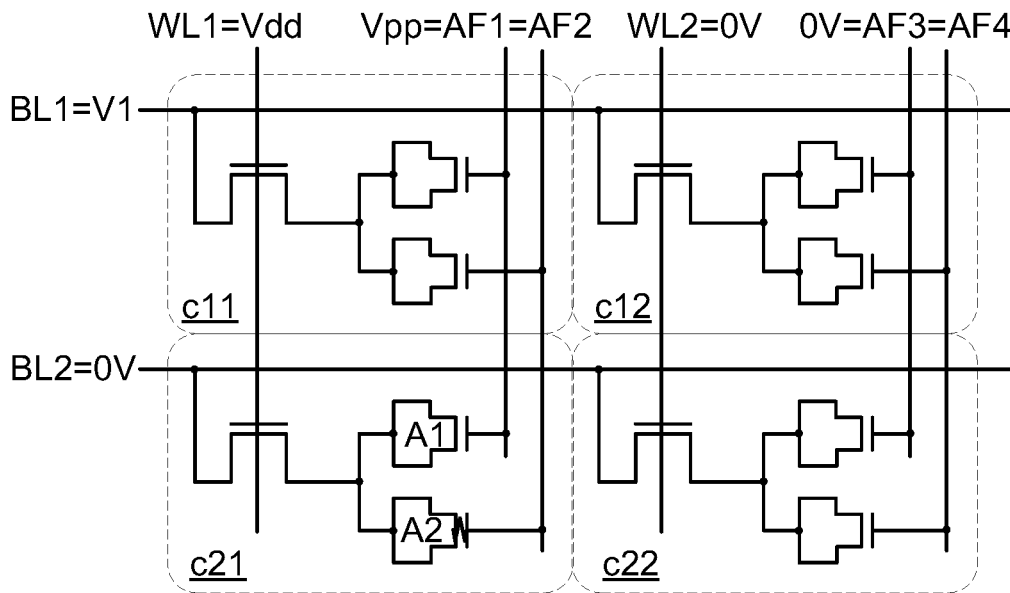 WL1=Vdd Vpp=AF1=AF2 WL2=0V 0V=AF3=AF4
BL1=V1
c11 c12
BL2=0V
A1
A2
c21 c22